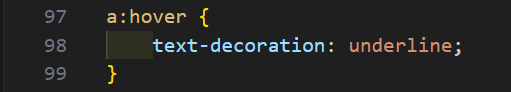 97 a:hover {
98     text-decoration: underline;
99 }